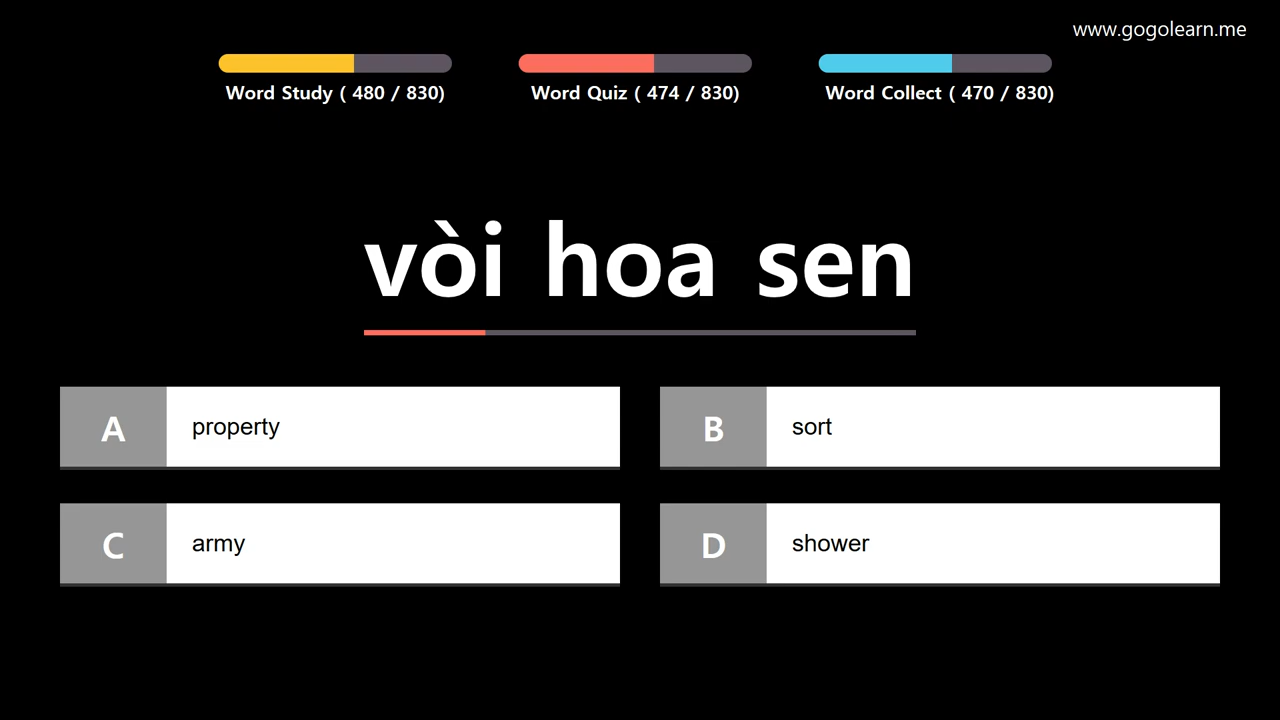 www.gogolearn.me
Word Study ( 480 / 830)
Word Quiz ( 474 / 830)
Word Collect ( 470 / 830)
vòi hoa sen
A property
B sort
C army
D shower